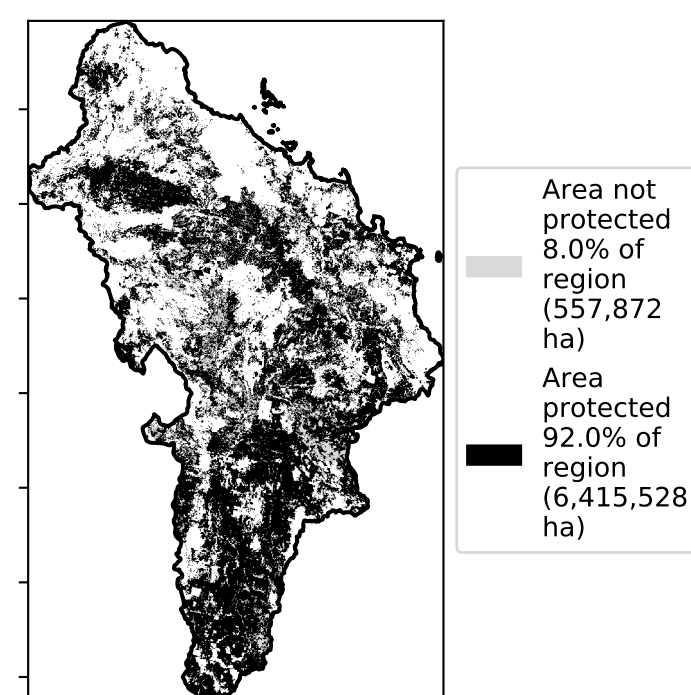 Area not
protected
8.0% of
region
(557,872
ha)
Area
protected
92.0% of
region
(6,415,528
ha)